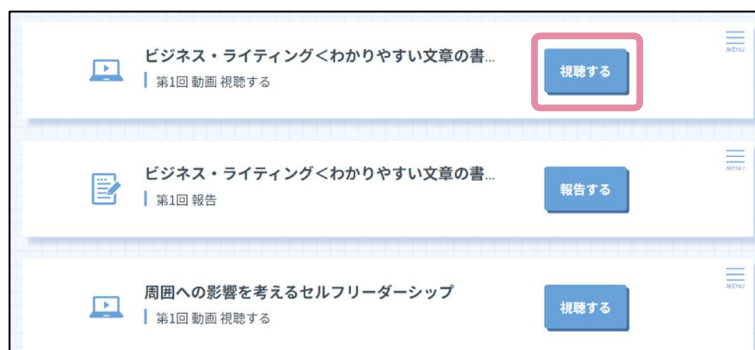 ビジネス・ライティング<わかりやすい文章の書...
第1回 動画 視聴する
視聴する
MENU
ビジネス・ライティング<わかりやすい文章の書...
第1回 報告
報告する
MENU
周囲への影響を考えるセルフリーダーシップ
第1回 動画 視聴する
視聴する
MENU